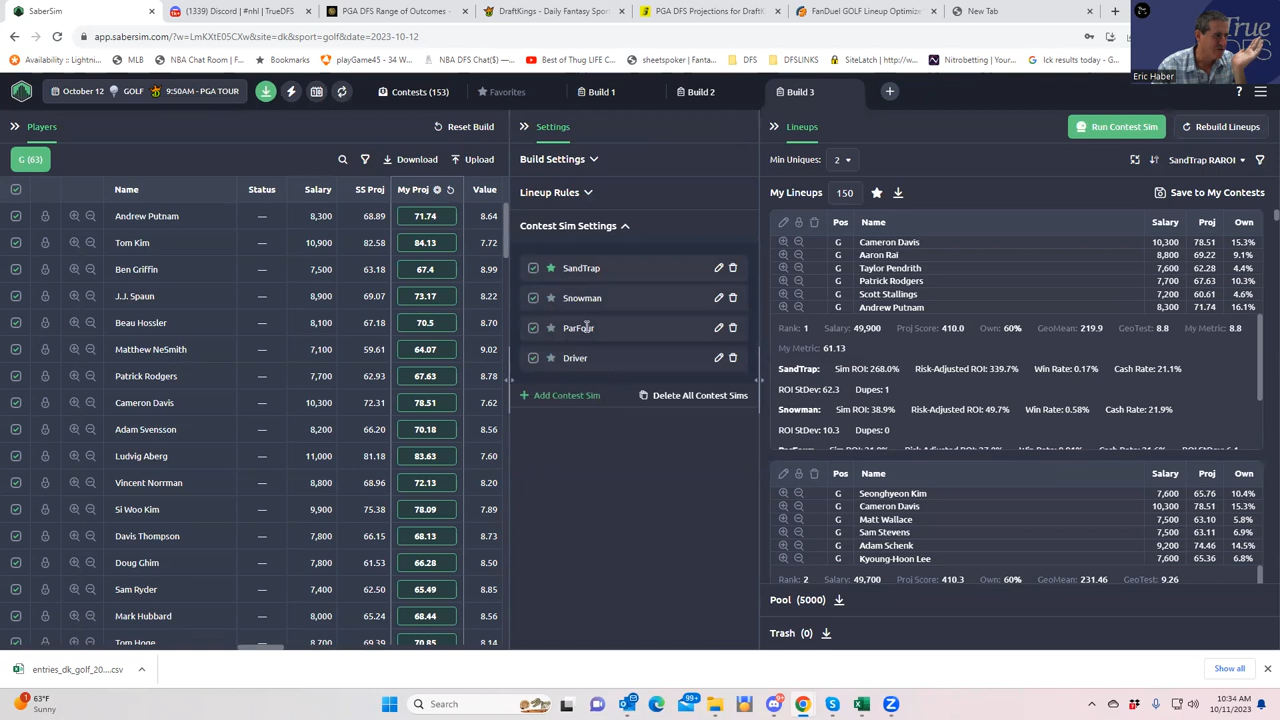 SaberSim
(1339) Discord | #nhl | TrueDFS
PGA DFS Range of Outcomes -
DraftKings - Daily Fantasy Sports
PGA DFS Projections for DraftK
FanDuel GOLF Lineup Optimize
New Tab
app.sabersim.com/?w=LmKXtE05CXw&site=dk&sport=golf&date=2023-10-12
Availity :: Lightni...
MLB
NBA Chat Room | F...
Bookmarks
playGame45 - 34 W...
NBA DFS Chat($) -...
Best of Thug LIFE C...
sheetspoker | Fanta...
DFS
DFSLINKS
SiteLatch | http://w...
Nitrobetting | Your...
Ick results today |...
True
DFS
Eric Haber
October 12
GOLF
9:50AM - PGA TOUR
Contests (153)
Favorites
Build 1
Build 2
Build 3
?
Players
Reset Build
Settings
Lineups
Run Contest Sim
Rebuild Lineups
G (63)
Download
Upload
Build Settings
Min Uniques:
2
SandTrap RAROI
Name Status Salary SS Proj My Proj Value
Lineup Rules
My Lineups
150
Save to My Contests
Andrew Putnam — 8,300 68.89 71.74 8.64
Tom Kim — 10,900 82.58 84.13 7.72
Ben Griffin — 7,500 63.18 67.4 8.99
J.J. Spaun — 8,900 69.07 73.17 8.22
Beau Hossler — 8,100 67.18 70.5 8.70
Matthew NeSmith — 7,100 59.61 64.07 9.02
Patrick Rodgers — 7,700 62.93 67.63 8.78
Cameron Davis — 10,300 72.31 78.51 7.62
Adam Svensson — 8,200 66.20 70.18 8.56
Ludvig Aberg — 11,000 81.18 83.63 7.60
Vincent Norrman — 8,800 68.96 72.13 8.20
Si Woo Kim — 9,900 75.38 78.09 7.89
Davis Thompson — 7,800 66.15 68.13 8.73
Doug Ghim — 7,800 61.53 66.28 8.50
Sam Ryder — 7,400 62.50 65.49 8.85
Mark Hubbard — 8,000 65.24 68.44 8.56
Tom Hoge — 8,700 69.39 70.85 8.14
Contest Sim Settings
SandTrap
Snowman
ParFour
Driver
Add Contest Sim
Delete All Contest Sims
Pos Name Salary Proj Own
G Cameron Davis 10,300 78.51 15.3%
G Aaron Rai 8,800 69.22 9.1%
G Taylor Pendrith 7,600 62.28 4.4%
G Patrick Rodgers 7,700 67.63 10.3%
G Scott Stallings 7,200 60.61 4.6%
G Andrew Putnam 8,300 71.74 16.1%
Rank: 1 Salary: 49,900 Proj Score: 410.0 Own: 60% GeoMean: 219.9 GeoTest: 8.8 My Metric: 8.8
My Metric: 61.13
SandTrap: Sim ROI: 268.0% Risk-Adjusted ROI: 339.7% Win Rate: 0.17% Cash Rate: 21.1%
ROI StDev: 62.3 Dupes: 1
Snowman: Sim ROI: 38.9% Risk-Adjusted ROI: 49.7% Win Rate: 0.58% Cash Rate: 21.9%
ROI StDev: 10.3 Dupes: 0
Pos Name Salary Proj Own
G Seonghyeon Kim 7,600 65.76 10.4%
G Cameron Davis 10,300 78.51 15.3%
G Matt Wallace 7,500 63.10 5.8%
G Sam Stevens 7,500 63.11 6.9%
G Adam Schenk 9,200 74.46 14.5%
G Kyoung-Hoon Lee 7,600 65.36 6.8%
Rank: 2 Salary: 49,700 Proj Score: 410.3 Own: 60% GeoMean: 231.46 GeoTest: 9.26
Pool (5000)
Trash (0)
entries_dk_golf_20....csv
Show all
63°F
Sunny
Search
99+
10:34 AM
10/11/2023